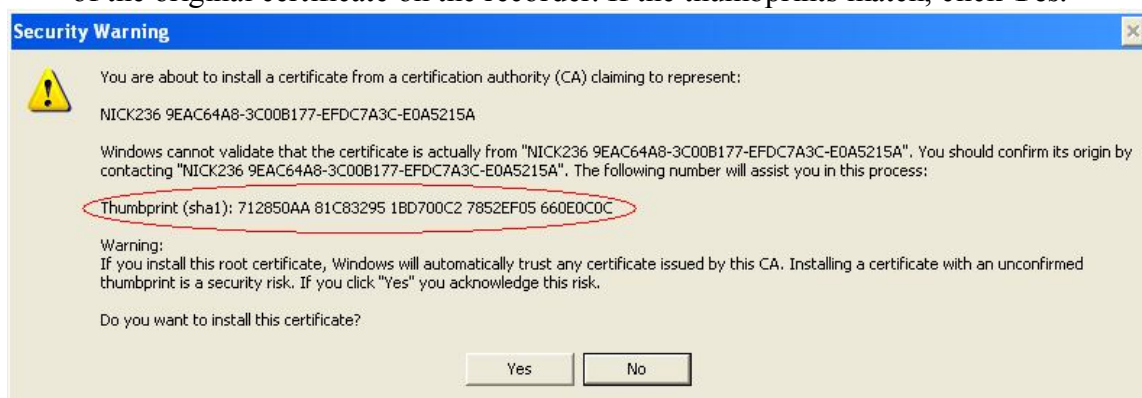 of the original certificate on the recorder. If the thumbprints match, click Yes.
Security Warning
You are about to install a certificate from a certification authority (CA) claiming to represent:
NICK236 9EAC64A8-3C00B177-EFDC7A3C-E0A5215A
Windows cannot validate that the certificate is actually from "NICK236 9EAC64A8-3C00B177-EFDC7A3C-E0A5215A". You should confirm its origin by
contacting "NICK236 9EAC64A8-3C00B177-EFDC7A3C-E0A5215A". The following number will assist you in this process:
Thumbprint (sha1): 712850AA 81C83295 1BD700C2 7852EF05 660E0C0C
Warning:
If you install this root certificate, Windows will automatically trust any certificate issued by this CA. Installing a certificate with an unconfirmed
thumbprint is a security risk. If you click "Yes" you acknowledge this risk.
Do you want to install this certificate?
Yes No